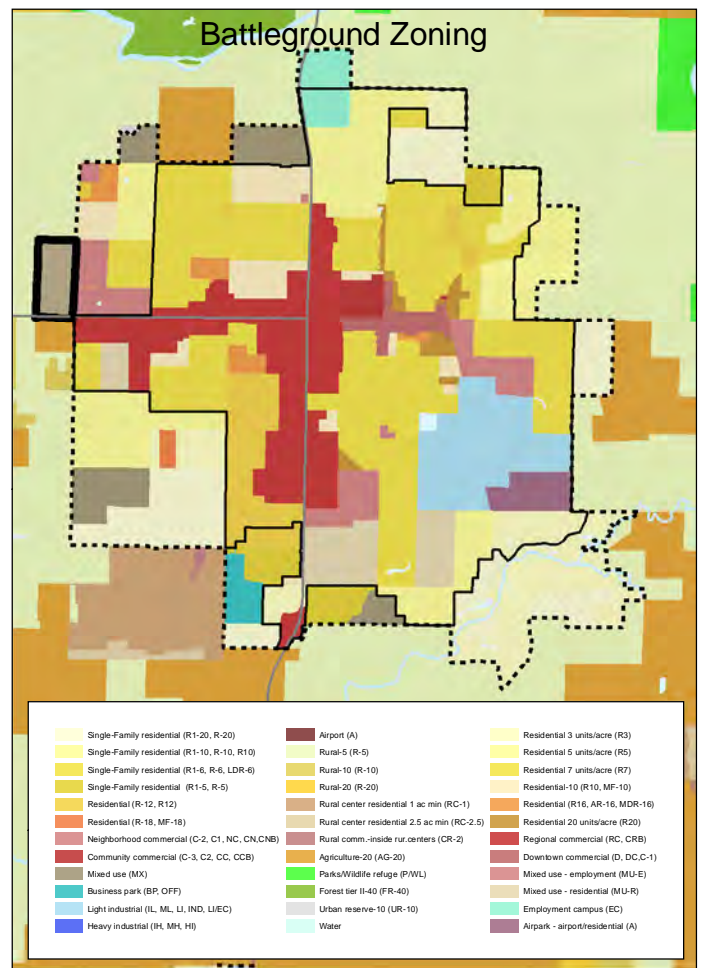 Battleground Zoning
Single-Family residential (R1-20, R-20)
Single-Family residential (R1-10, R-10, R10)
Single-Family residential (R1-6, R-6, LDR-6)
Single-Family residential (R1-5, R-5)
Residential (R-12, R12)
Residential (R-18, MF-18)
Neighborhood commercial (C-2, C1, NC, CN,CNB)
Community commercial (C-3, C2, CC, CCB)
Mixed use (MX)
Business park (BP, OFF)
Light industrial (IL, ML, LI, IND, LI/EC)
Heavy industrial (IH, MH, HI)
Airport (A)
Rural-5 (R-5)
Rural-10 (R-10)
Rural-20 (R-20)
Rural center residential 1 ac min (RC-1)
Rural center residential 2.5 ac min (RC-2.5)
Rural comm.-inside rur.centers (CR-2)
Agriculture-20 (AG-20)
Parks/Wildlife refuge (P/WL)
Forest tier II-40 (FR-40)
Urban reserve-10 (UR-10)
Water
Residential 3 units/acre (R3)
Residential 5 units/acre (R5)
Residential 7 units/acre (R7)
Residential-10 (R10, MF-10)
Residential (R16, AR-16, MDR-16)
Residential 20 units/acre (R20)
Regional commercial (RC, CRB)
Downtown commercial (D, DC,C-1)
Mixed use - employment (MU-E)
Mixed use - residential (MU-R)
Employment campus (EC)
Airpark - airport/residential (A)